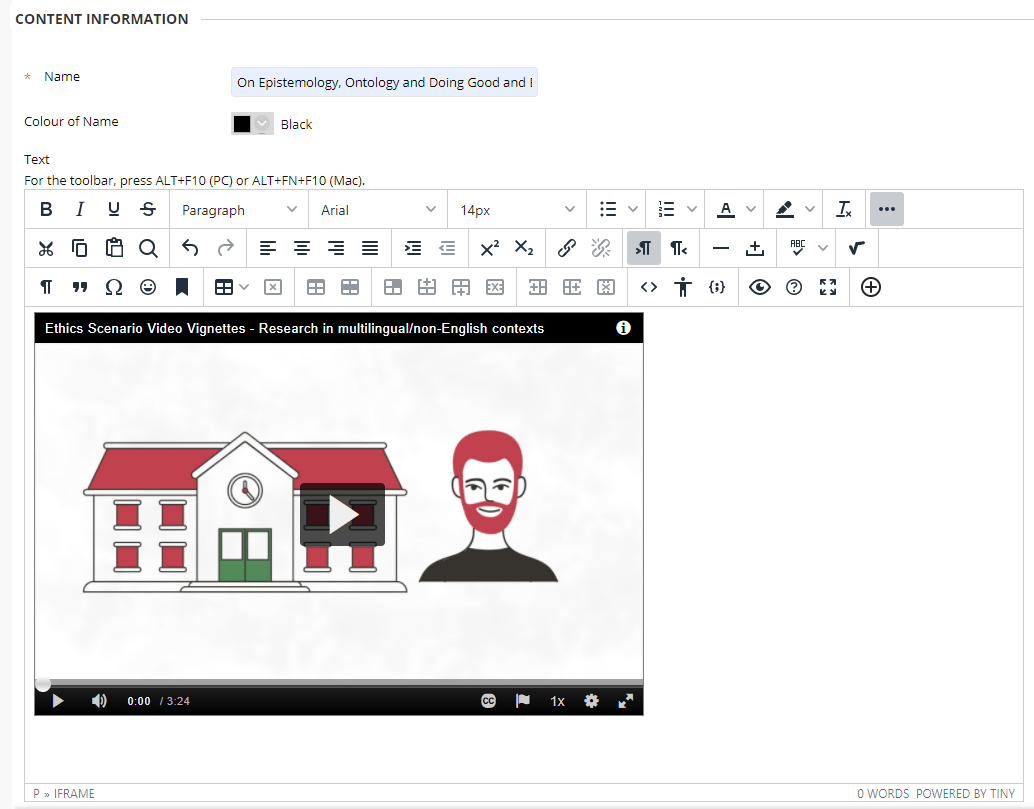 CONTENT INFORMATION
* Name
On Epistemology, Ontology and Doing Good and
Colour of Name
Black
Text
For the toolbar, press ALT+F10 (PC) or ALT+FN+F10 (Mac).
B I U S Paragraph Arial 14px
ABC
Ethics Scenario Video Vignettes - Research in multilingual/non-English contexts
0:00 / 3:24 CC 1x
P » IFRAME 0 WORDS POWERED BY TINY